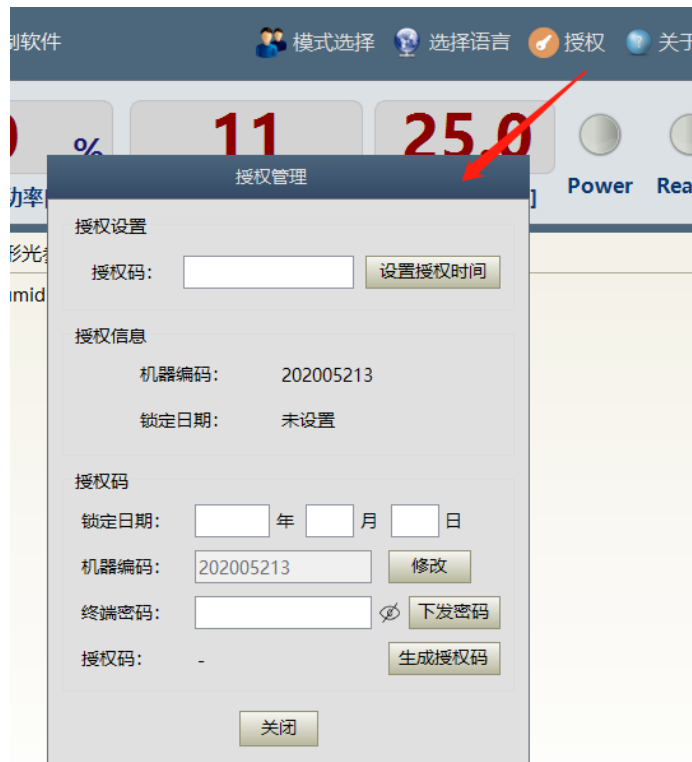 制软件 模式选择 选择语言 授权 关于
% 11 25.0
功率 ] Power Rea
授权管理
授权设置
授权码： 设置授权时间
umid
授权信息
机器编码： 202005213
锁定日期： 未设置
授权码
锁定日期： 年 月 日
机器编码： 202005213 修改
终端密码： 下发密码
授权码： - 生成授权码
关闭